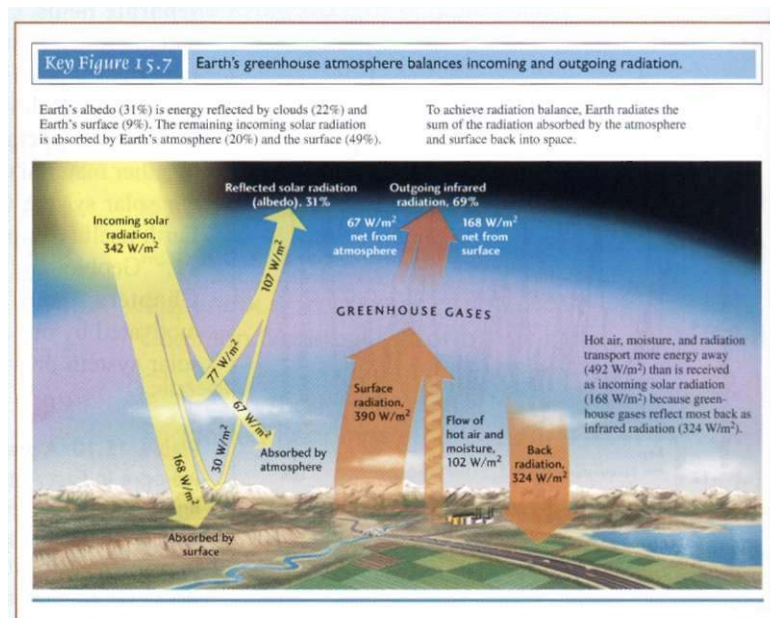 Key Figure 15.7
Earth's greenhouse atmosphere balances incoming and outgoing radiation.
Earth's albedo (31%) is energy reflected by clouds (22%) and
Earth's surface (9%). The remaining incoming solar radiation
is absorbed by Earth's atmosphere (20%) and the surface (49%).
To achieve radiation balance, Earth radiates the
sum of the radiation absorbed by the atmosphere
and surface back into space.
Incoming solar
radiation,
342 W/m²
Reflected solar radiation
(albedo), 31%
107 W/m²
Outgoing infrared
radiation, 69%
67 W/m²
net from
atmosphere
168 W/m²
net from
surface
GREENHOUSE GASES
77 W/m²
67 W/m²
30 W/m²
168 W/m²
Absorbed by
atmosphere
Absorbed by
surface
Surface
radiation,
390 W/m²
Flow of
hot air and
moisture,
102 W/m²
Back
radiation,
324 W/m²
Hot air, moisture, and radiation
transport more energy away
(492 W/m²) than is received
as incoming solar radiation
(168 W/m²) because green-
house gases reflect most back as
infrared radiation (324 W/m²).